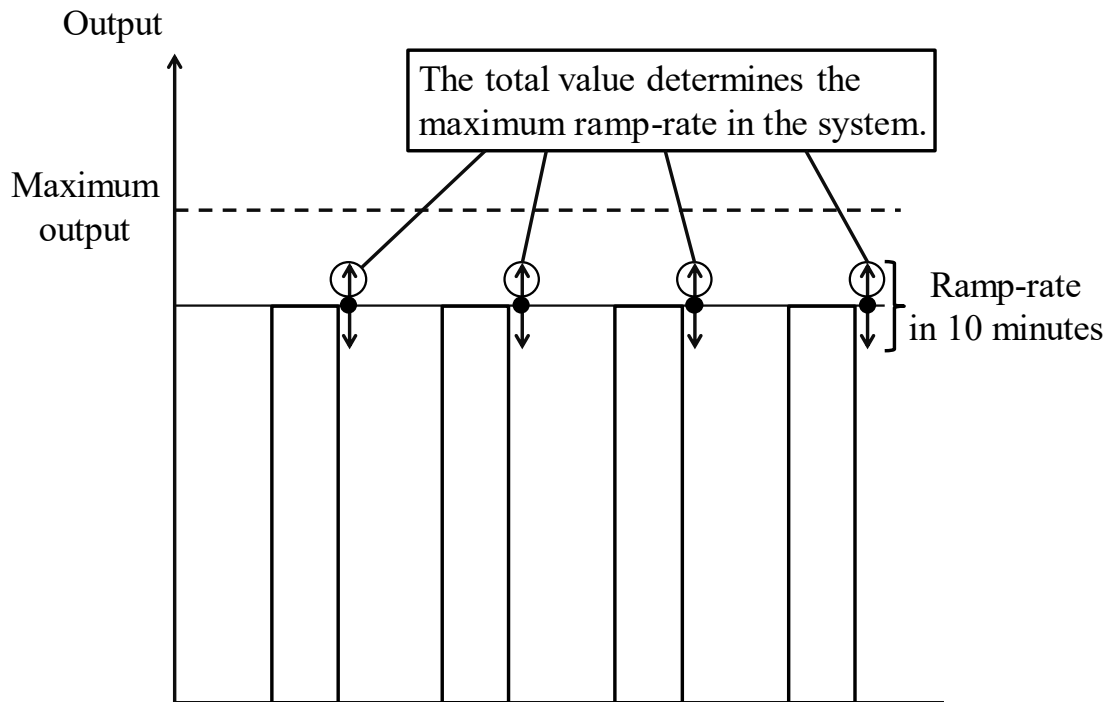 Output
The total value determines the
maximum ramp-rate in the system.
Maximum
output
Ramp-rate
in 10 minutes